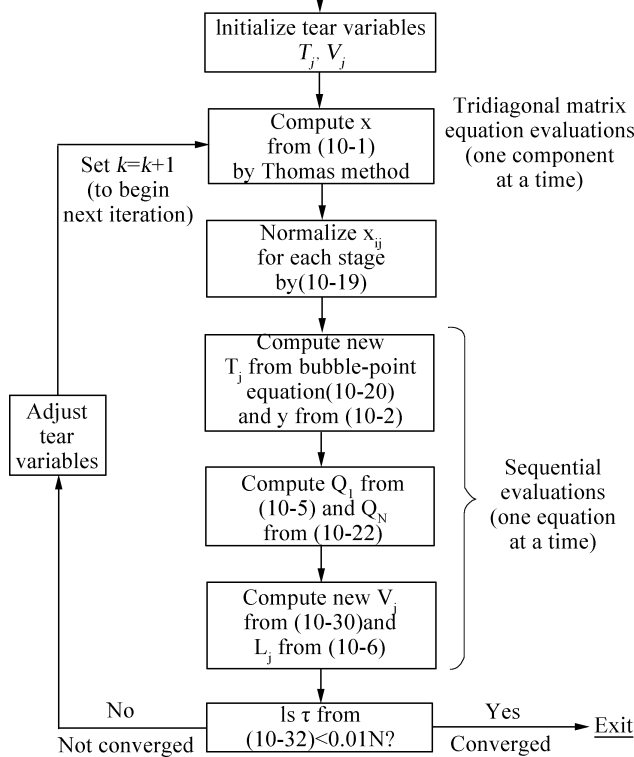 Initialize tear variables
T_j, V_j
Compute x
from (10-1)
by Thomas method
Tridiagonal matrix
equation evaluations
(one component
at a time)
Set k=k+1
(to begin
next iteration)
Normalize x_ij
for each stage
by(10-19)
Compute new
T_j from bubble-point
equation(10-20)
and y from (10-2)
Adjust
tear
variables
Compute Q_1 from
(10-5) and Q_N
from (10-22)
Sequential
evaluations
(one equation
at a time)
Compute new V_j
from (10-30)and
L_j from (10-6)
No
Not converged
Is τ from
(10-32)<0.01N?
Yes
Converged
Exit